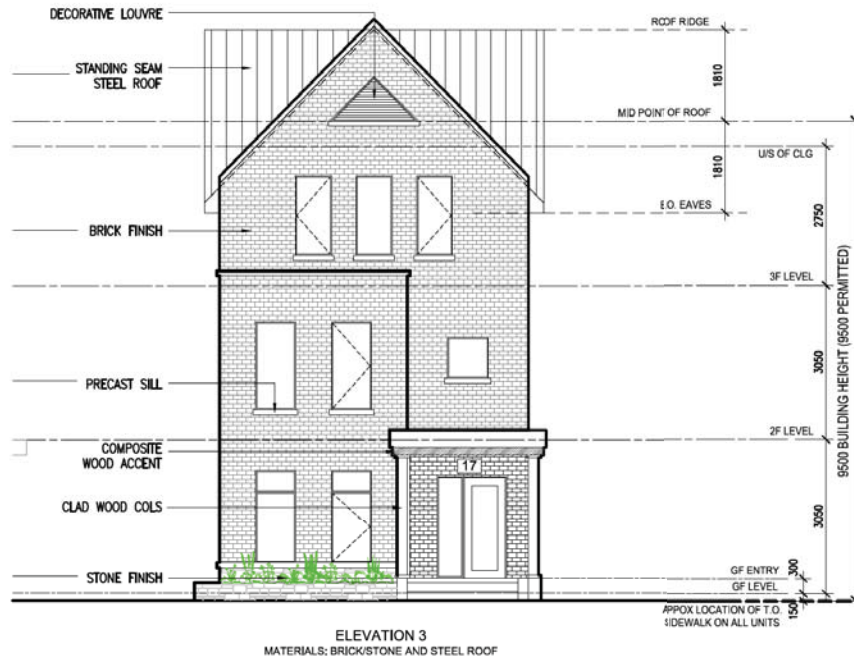 DECORATIVE LOUVRE
STANDING SEAM
STEEL ROOF
BRICK FINISH
PRECAST SILL
COMPOSITE
WOOD ACCENT
CLAD WOOD COLS
STONE FINISH
17
ROOF RIDGE
1810
MID POINT OF ROOF
U/S OF CLG
1810
E.O. EAVES
2750
3F LEVEL
3050
2F LEVEL
3050
9500 BUILDING HEIGHT (9500 PERMITTED)
GF ENTRY
300
GF LEVEL
150
APPOX LOCATION OF T.O.
SIDEWALK ON ALL UNITS
ELEVATION 3
MATERIALS: BRICK/STONE AND STEEL ROOF